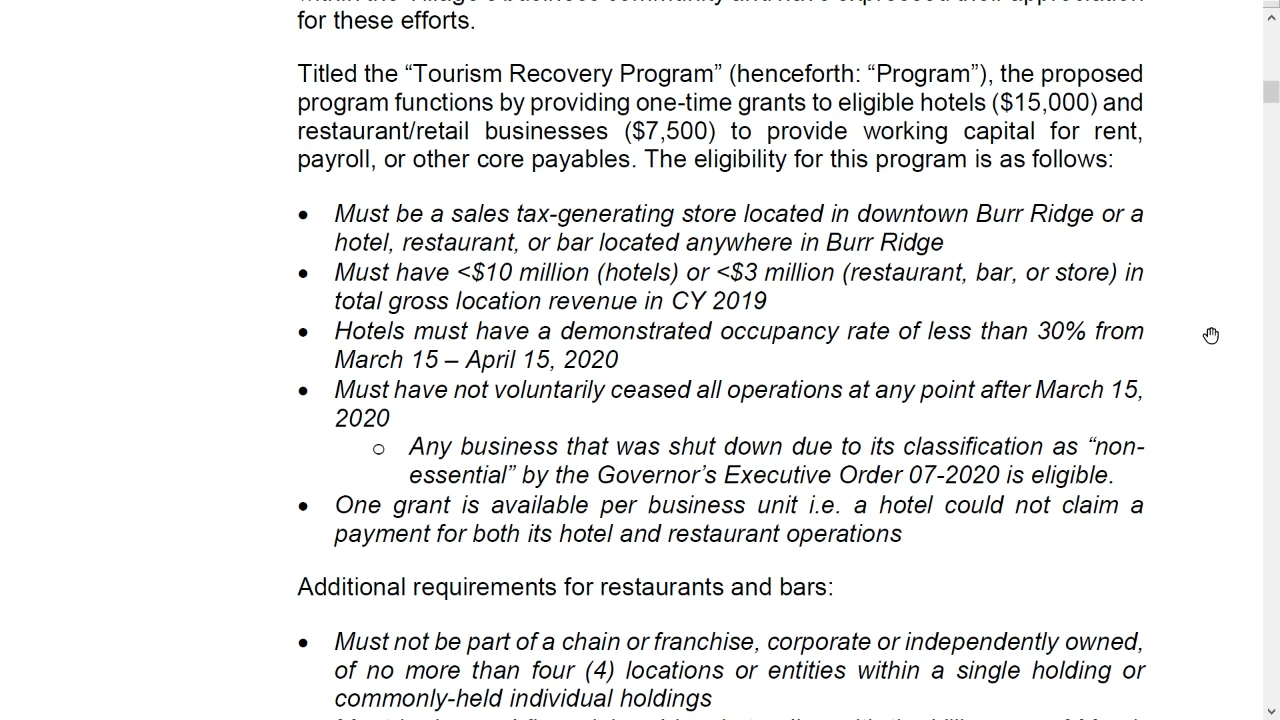 for these efforts.
Titled the “Tourism Recovery Program” (henceforth: “Program”), the proposed
program functions by providing one-time grants to eligible hotels ($15,000) and
restaurant/retail businesses ($7,500) to provide working capital for rent,
payroll, or other core payables. The eligibility for this program is as follows:
• Must be a sales tax-generating store located in downtown Burr Ridge or a
hotel, restaurant, or bar located anywhere in Burr Ridge
• Must have <$10 million (hotels) or <$3 million (restaurant, bar, or store) in
total gross location revenue in CY 2019
• Hotels must have a demonstrated occupancy rate of less than 30% from
March 15 – April 15, 2020
• Must have not voluntarily ceased all operations at any point after March 15,
2020
o Any business that was shut down due to its classification as “non-
essential” by the Governor’s Executive Order 07-2020 is eligible.
• One grant is available per business unit i.e. a hotel could not claim a
payment for both its hotel and restaurant operations
Additional requirements for restaurants and bars:
• Must not be part of a chain or franchise, corporate or independently owned,
of no more than four (4) locations or entities within a single holding or
commonly-held individual holdings